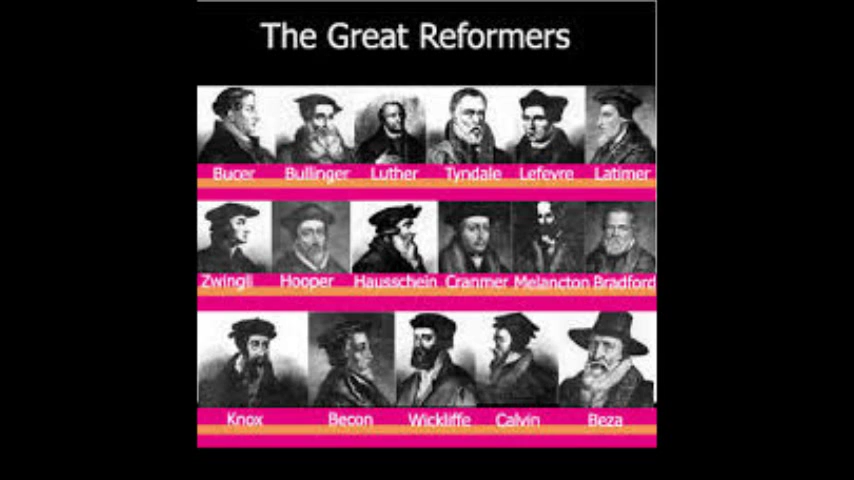 The Great Reformers
Bucer Bullinger Luther Tyndale Lefevre Latimer
Zwingli Hooper Hausschein Cranmer Melancton Bradford
Knox Becon Wickliffe Calvin Beza